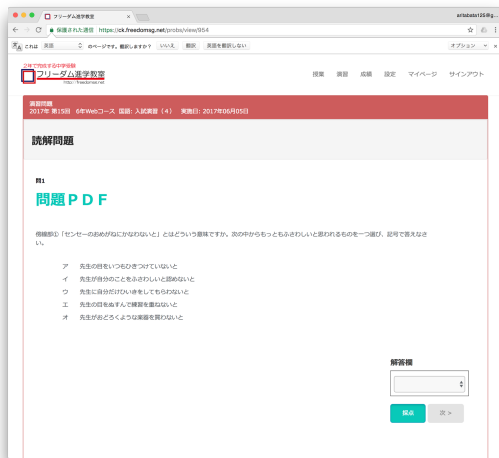 フリーダム進学教室
保護された通信 https://ck.freedomsg.net/probs/view/954
これは 英語 のページです。翻訳しますか? いいえ 翻訳 英語を翻訳しない オプション
2年で完成する中学受験
フリーダム進学教室
授業 演習 成績 設定 マイページ サインアウト
演習問題
2017年 第15回 6年Webコース 国語: 入試演習(4) 実施日: 2017年06月05日
読解問題
問1
問題PDF
傍線部①「センセーのおめがねにかなわないと」とはどういう意味ですか。次の中からもっともふさわしいと思われるものを一つ選び、記号で答えなさ
い。
ア 先生の目をいつもひきつけていないと
イ 先生が自分のことをふさわしいと認めないと
ウ 先生に自分だけひいきをしてもらわないと
エ 先生の目をぬすんで練習を重ねないと
オ 先生がおどろくような楽器を買わないと
解答欄
採点 次 >